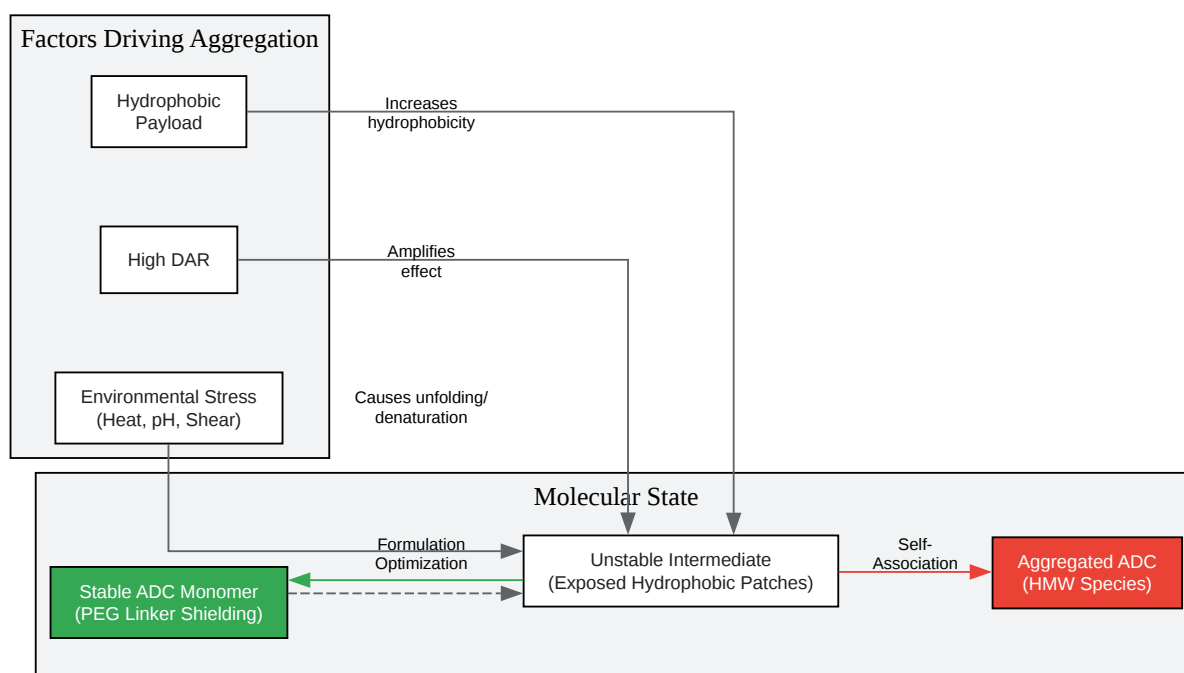 Factors Driving Aggregation
Hydrophobic
Payload
Increases
hydrophobicity
High DAR
Amplifies
effect
Environmental Stress
(Heat, pH, Shear)
Causes unfolding/
denaturation
Molecular State
Formulation
Optimization
Unstable Intermediate
(Exposed Hydrophobic Patches)
Self-
Association
Aggregated ADC
(HMW Species)
Stable ADC Monomer
(PEG Linker Shielding)